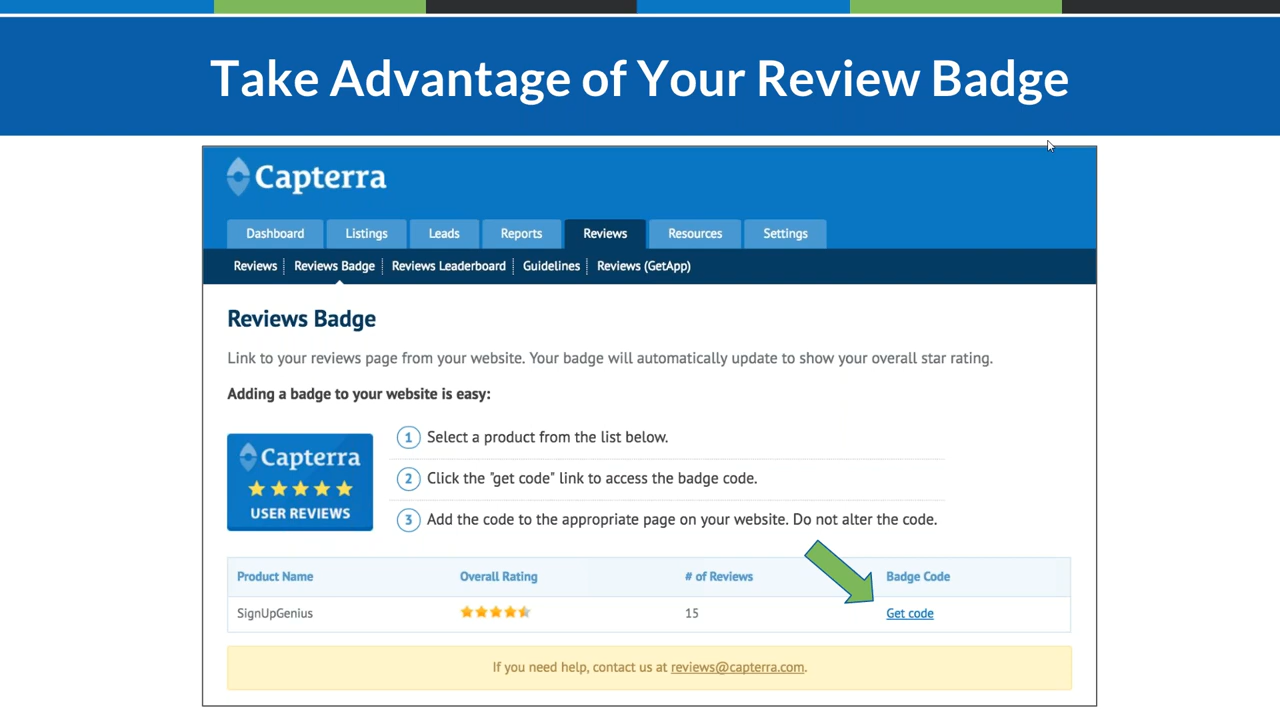 Take Advantage of Your Review Badge
Capterra
Dashboard Listings Leads Reports Reviews Resources Settings
Reviews Reviews Badge Reviews Leaderboard Guidelines Reviews (GetApp)
Reviews Badge
Link to your reviews page from your website. Your badge will automatically update to show your overall star rating.
Adding a badge to your website is easy:
Capterra
USER REVIEWS
1 Select a product from the list below.
2 Click the "get code" link to access the badge code.
3 Add the code to the appropriate page on your website. Do not alter the code.
Product Name Overall Rating # of Reviews Badge Code
SignUpGenius 15 Get code
If you need help, contact us at reviews@capterra.com.